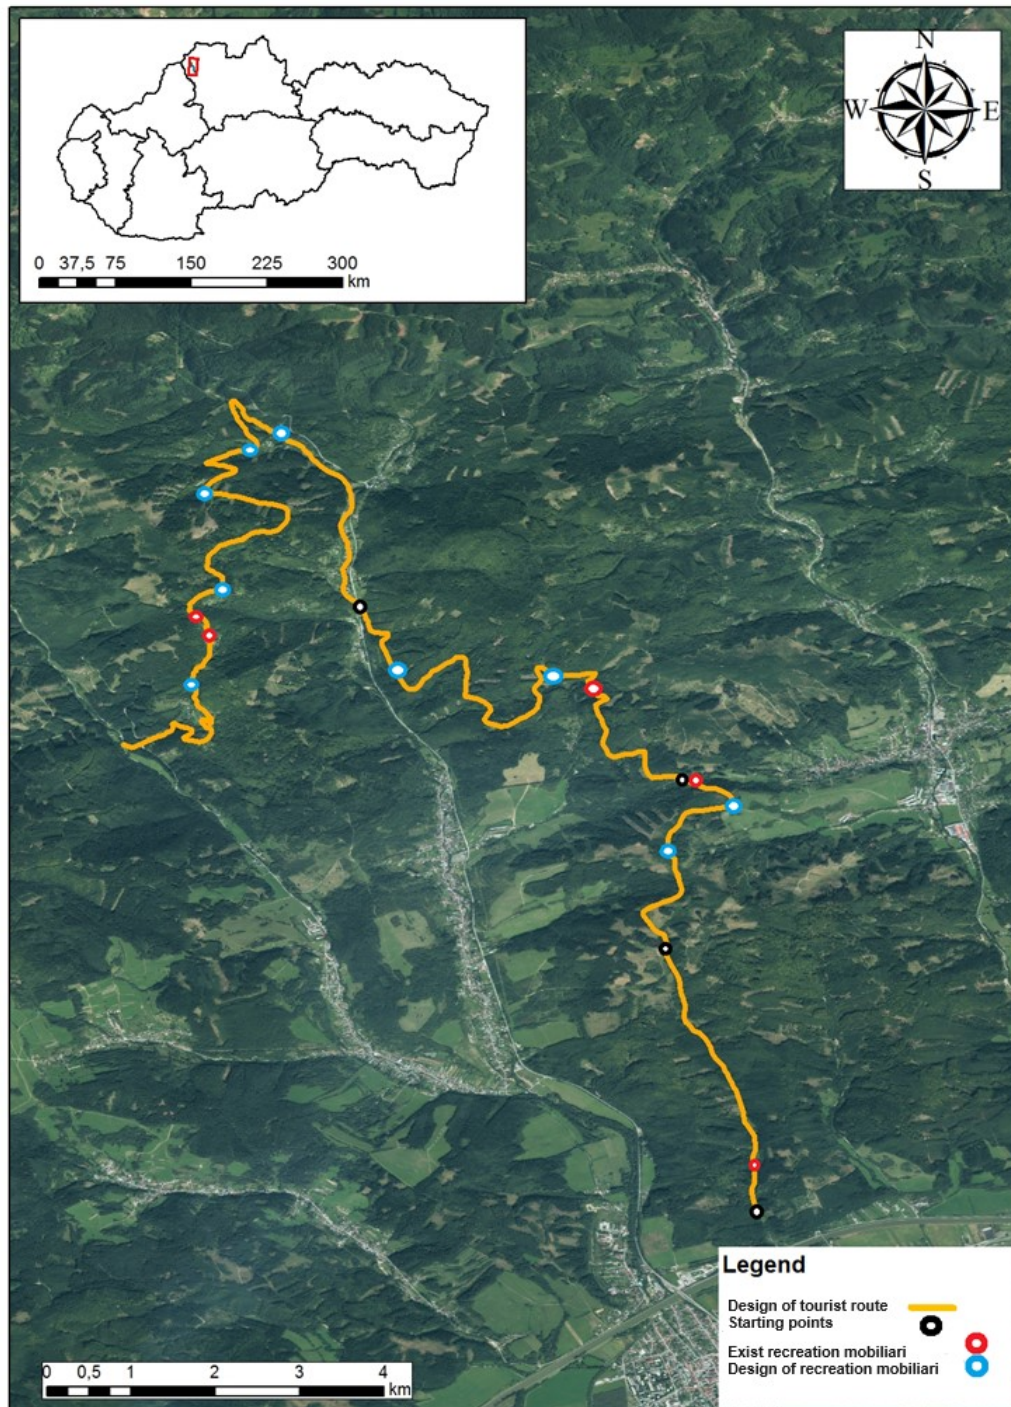 N
W E
S
0 37,5 75 150 225 300
km
Legend
Design of tourist route
Starting points
Exist recreation mobiliari
Design of recreation mobiliari
0 0,5 1 2 3 4
km